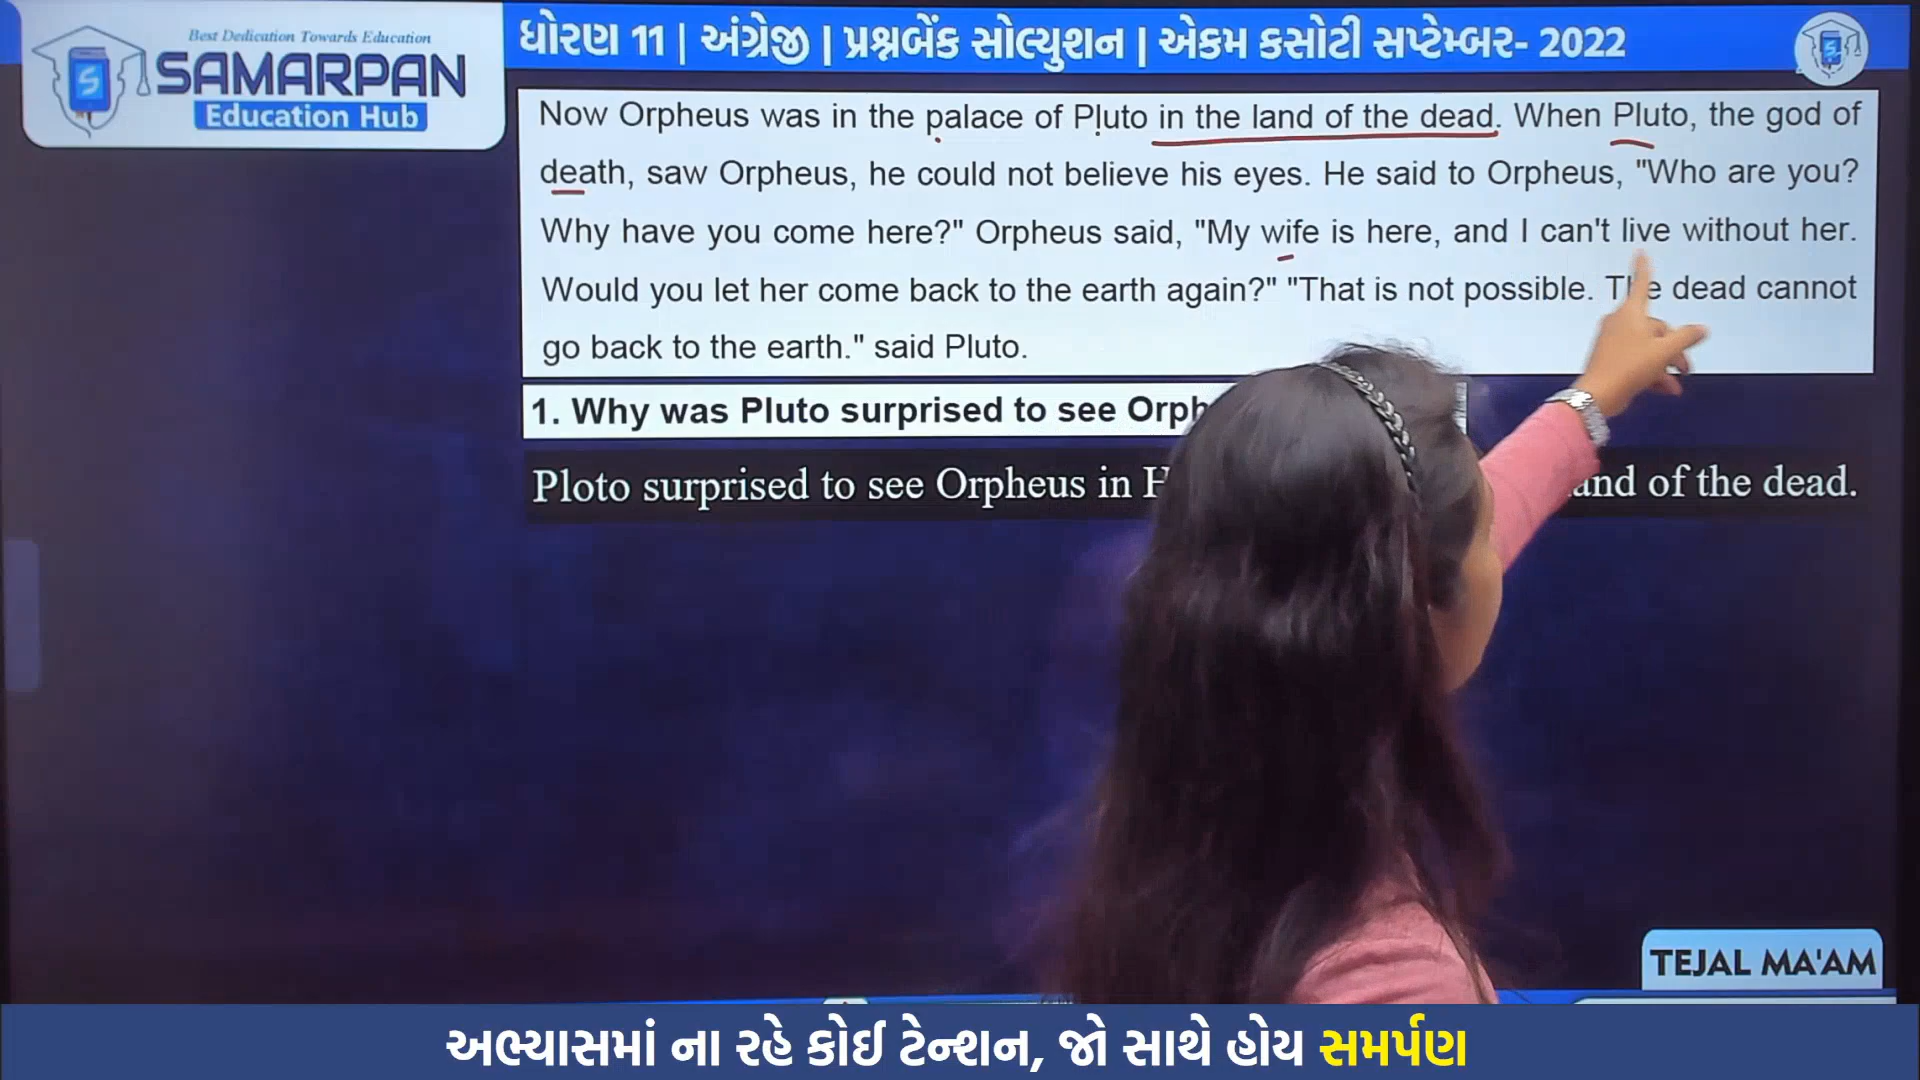 Best Dedication Towards Education
SAMARPAN
Education Hub
ધોરણ 11 | અંગ્રેજી | પ્રશ્નબેંક સોલ્યુશન | એકમ કસોટી સપ્ટેમ્બર- 2022
Now Orpheus was in the palace of Pluto in the land of the dead. When Pluto, the god of
death, saw Orpheus, he could not believe his eyes. He said to Orpheus, "Who are you?
Why have you come here?" Orpheus said, "My wife is here, and I can't live without her.
Would you let her come back to the earth again?" "That is not possible. The dead cannot
go back to the earth." said Pluto.
1. Why was Pluto surprised to see
Ploto surprised to see Orpheus in of the dead.
TEJAL MA'AM
અભ્યાસમાં ના રહે કોઈ ટેન્શન, જો સાથે હોય સમર્પણ